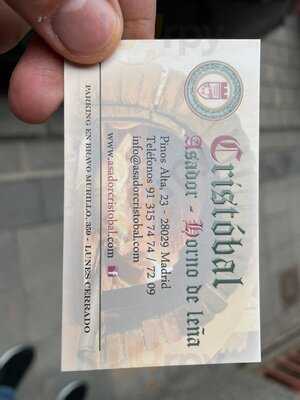 Cristóbal
Asador - Horno de leña
Pinos Alta, 23 - 28029 Madrid
Teléfonos 91 315 74 74 / 72 09
info@asadorcristobal.com
www.asadorcristobal.com
PARKING EN BRAVO MURILLO, 359 - LUNES CERRADO